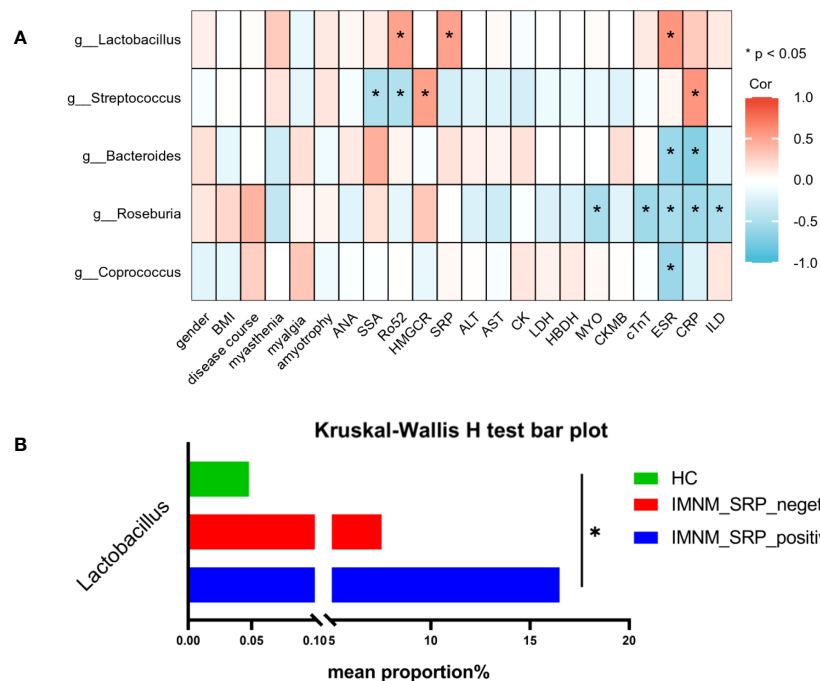 A
g__Lactobacillus
g__Streptococcus
g__Bacteroides
g__Roseburia
g__Coprococcus
* * *
* * * *
* *
* * * * *
*
gender BMI disease course myasthenia myalgia amyotrophy ANA SSA Ro52 HMGCR SRP ALT AST CK LDH HBDH MYO CKMB cTnT ESR CRP ILD
* p < 0.05
Cor
1.0
0.5
0.0
-0.5
-1.0
B
Kruskal-Wallis H test bar plot
Lactobacillus
*
HC
IMNM_SRP_neget
IMNM_SRP_positiv
0.00 0.05 0.10 5 10 15 20
mean proportion%